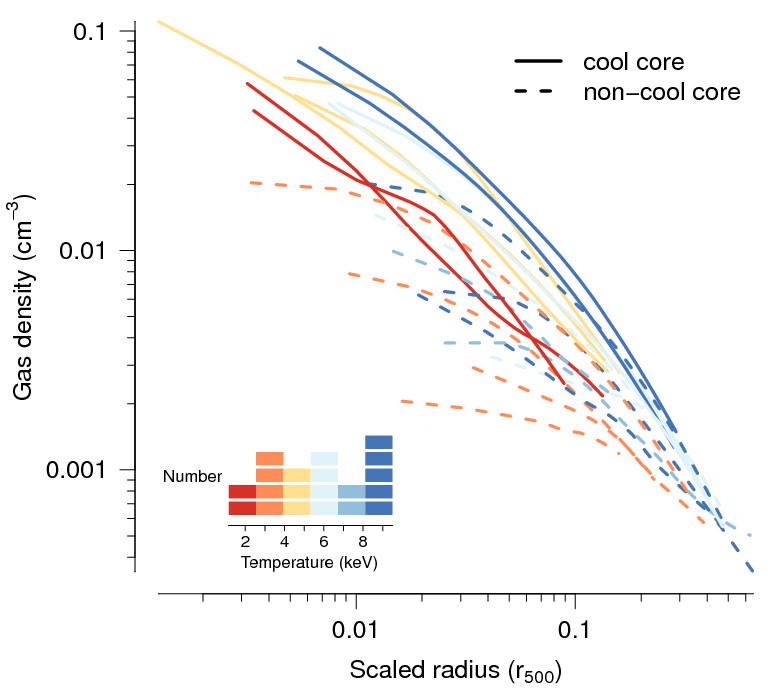 0.1
cool core
non−cool core
Gas density (cm−3)
0.01
0.001
Number
2 4 6 8
Temperature (keV)
0.01 0.1
Scaled radius (r500)